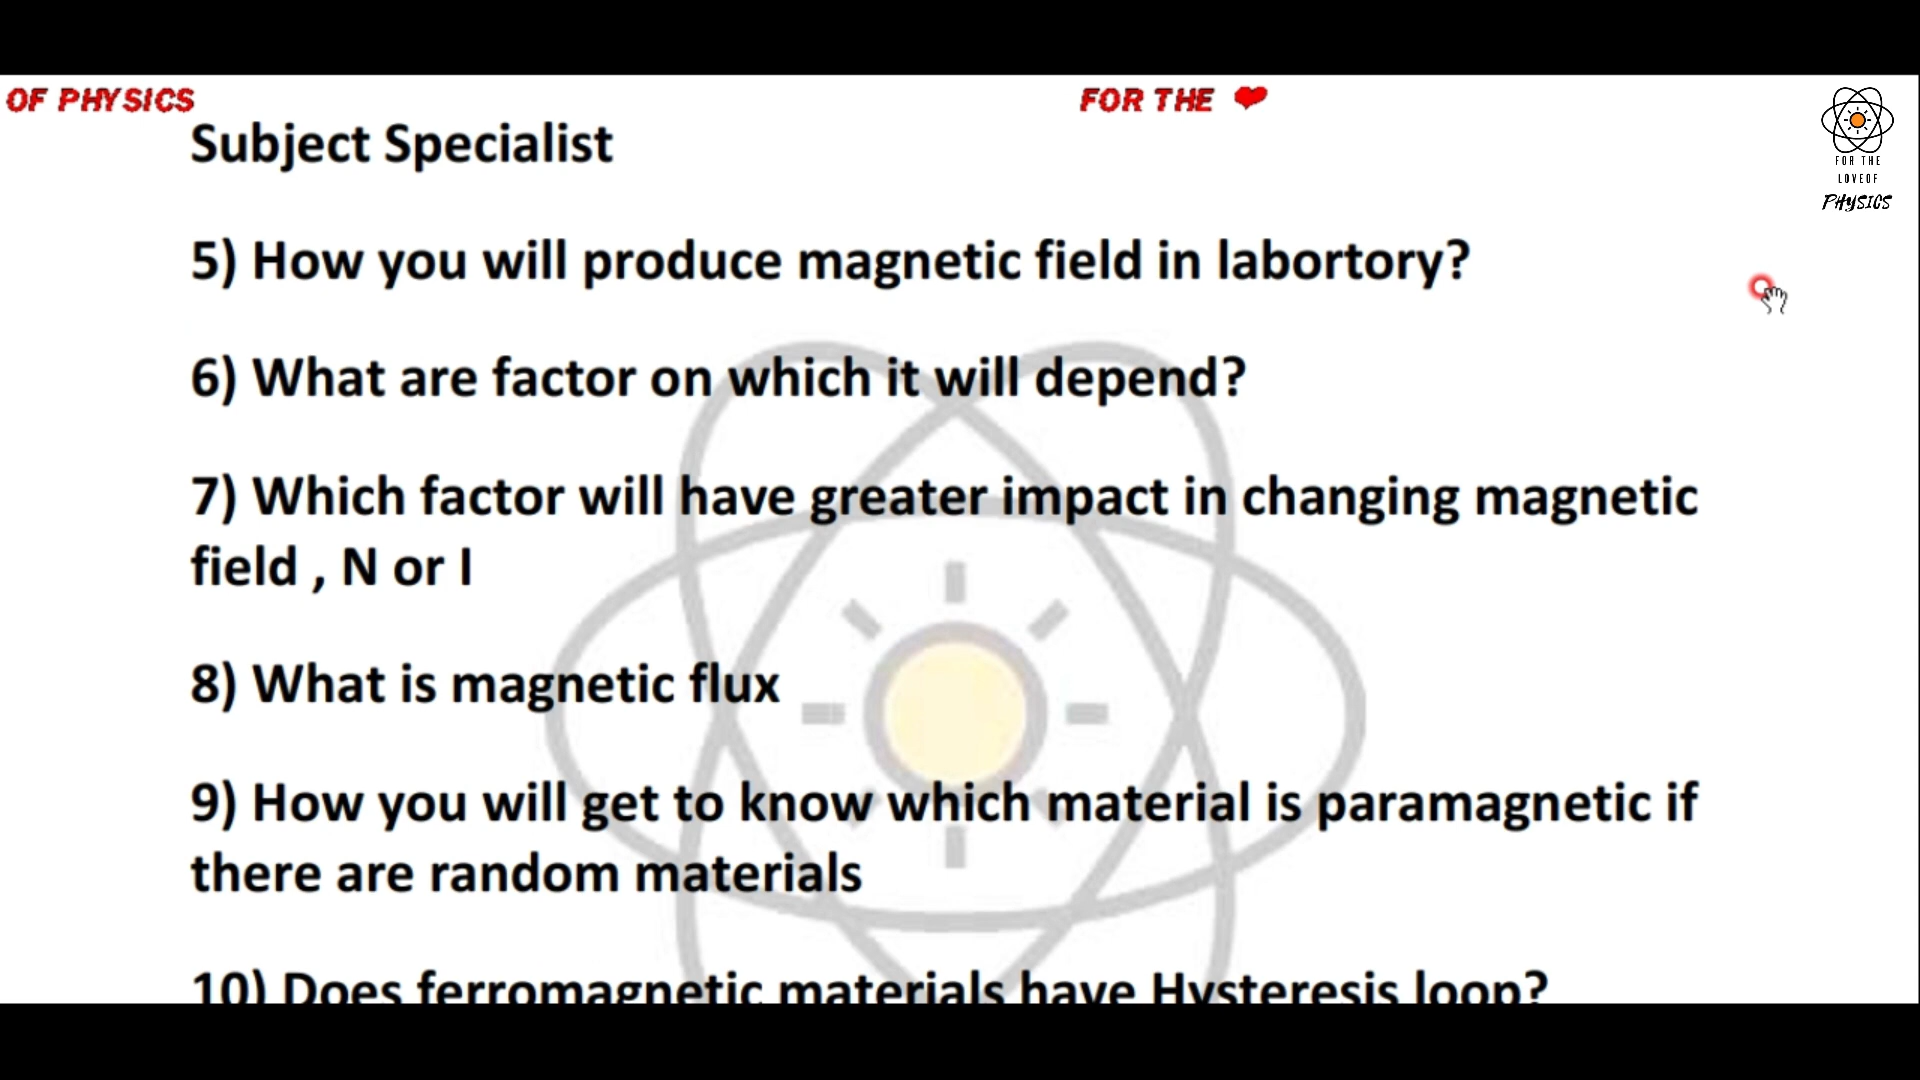 OF PHYSICS
FOR THE ❤
FOR THE
LOVEOF
PHYSICS
Subject Specialist
5) How you will produce magnetic field in labortory?
6) What are factor on which it will depend?
7) Which factor will have greater impact in changing magnetic
field , N or I
8) What is magnetic flux
9) How you will get to know which material is paramagnetic if
there are random materials
10) Does ferromagnetic materials have Hysteresis loop?